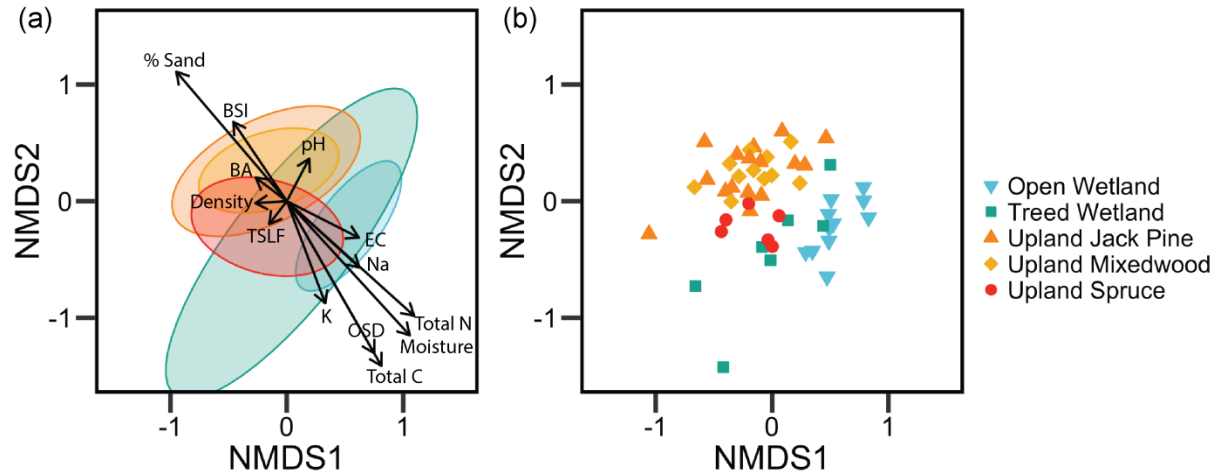 (a)
% Sand
BSI
pH
BA
Density
TSLF
EC
Na
K
OSD
Total N
Moisture
Total C
1
0
-1
NMDS2
-1
0
1
NMDS1
(b)
1
0
-1
NMDS2
-1
0
1
NMDS1
Open Wetland
Treed Wetland
Upland Jack Pine
Upland Mixedwood
Upland Spruce